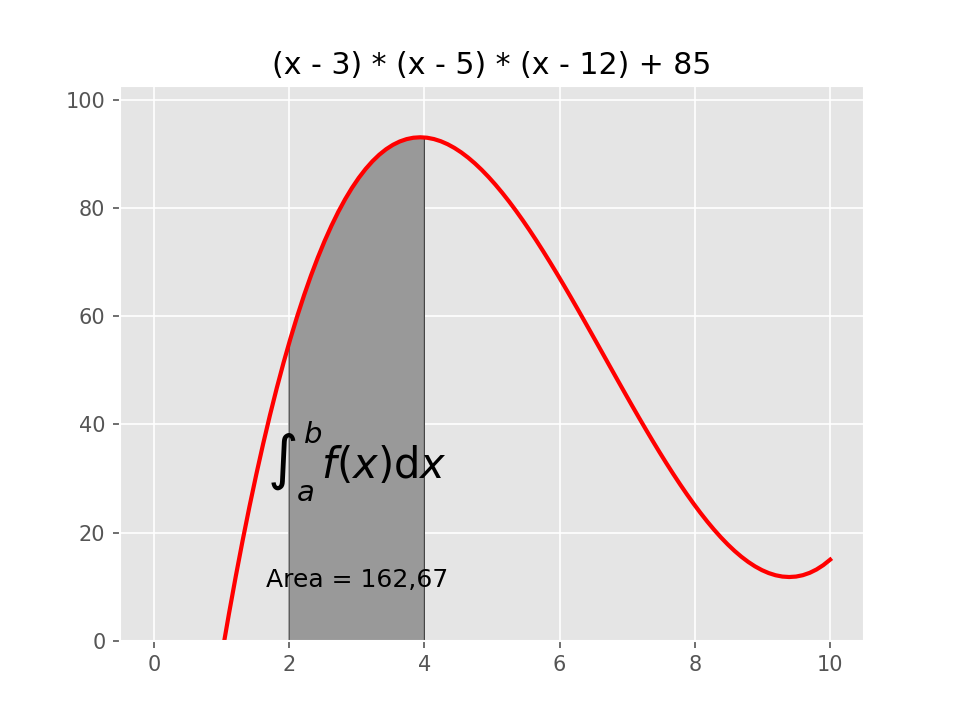 (x - 3) * (x - 5) * (x - 12) + 85
100
80
60
40
20
0
∫ₐᵇ f(x)dx
Area = 162,67
0 2 4 6 8 10